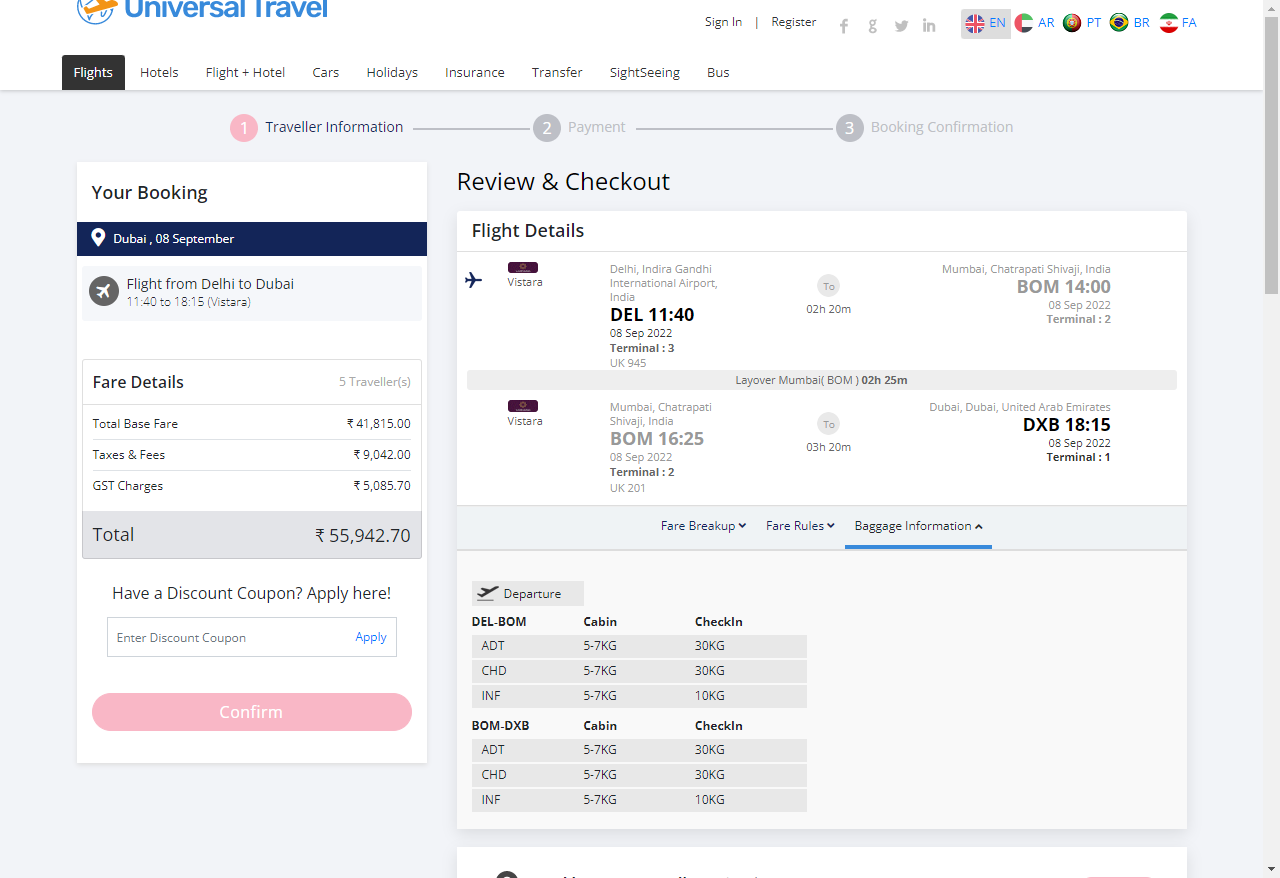 Universal Travel
Sign In | Register
EN AR PT BR FA
Flights Hotels Flight + Hotel Cars Holidays Insurance Transfer SightSeeing Bus
1 Traveller Information 2 Payment 3 Booking Confirmation
Your Booking
Dubai , 08 September
Flight from Delhi to Dubai
11:40 to 18:15 (Vistara)
Fare Details 5 Traveller(s)
Total Base Fare ₹ 41,815.00
Taxes & Fees ₹ 9,042.00
GST Charges ₹ 5,085.70
Total ₹ 55,942.70
Have a Discount Coupon? Apply here!
Enter Discount Coupon Apply
Confirm
Review & Checkout
Flight Details
Vistara
Delhi, Indira Gandhi
International Airport,
India
DEL 11:40
08 Sep 2022
Terminal : 3
UK 945
To
02h 20m
Mumbai, Chatrapati Shivaji, India
BOM 14:00
08 Sep 2022
Terminal : 2
Layover Mumbai( BOM ) 02h 25m
Vistara
Mumbai, Chatrapati
Shivaji, India
BOM 16:25
08 Sep 2022
Terminal : 2
UK 201
To
03h 20m
Dubai, Dubai, United Arab Emirates
DXB 18:15
08 Sep 2022
Terminal : 1
Fare Breakup Fare Rules Baggage Information
Departure
DEL-BOM Cabin CheckIn
ADT 5-7KG 30KG
CHD 5-7KG 30KG
INF 5-7KG 10KG
BOM-DXB Cabin CheckIn
ADT 5-7KG 30KG
CHD 5-7KG 30KG
INF 5-7KG 10KG